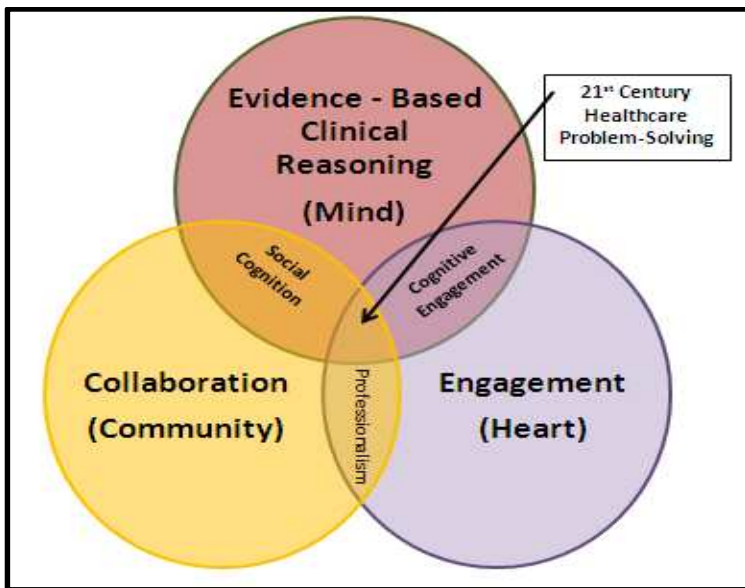 Evidence - Based
Clinical
Reasoning
(Mind)
21st Century
Healthcare
Problem-Solving
Social
Cognition
Cognitive
Engagement
Collaboration
(Community)
Professionalism
Engagement
(Heart)